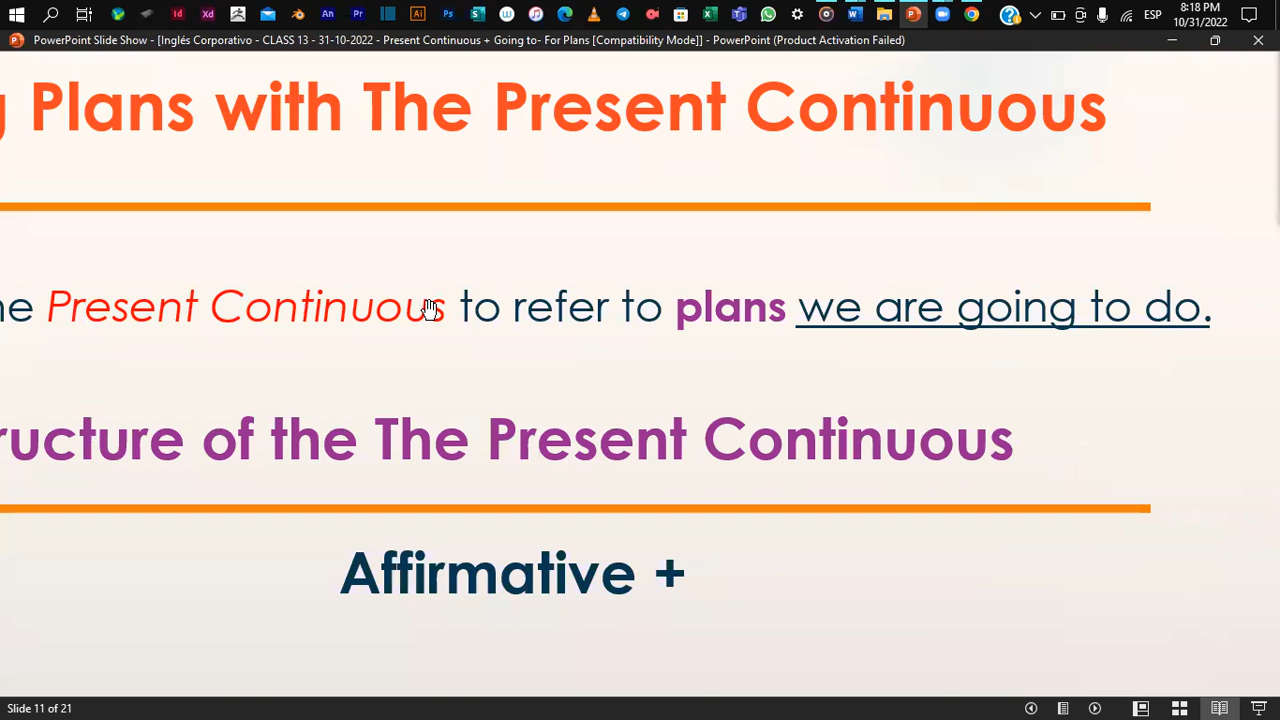 8:18 PM
ESP
10/31/2022
PowerPoint Slide Show - [Inglés Corporativo - CLASS 13 - 31-10-2022 - Present Continuous + Going to- For Plans [Compatibility Mode]] - PowerPoint (Product Activation Failed)
g Plans with The Present Continuous
he Present Continuous to refer to plans we are going to do.
ructure of the The Present Continuous
Affirmative +
Slide 11 of 21